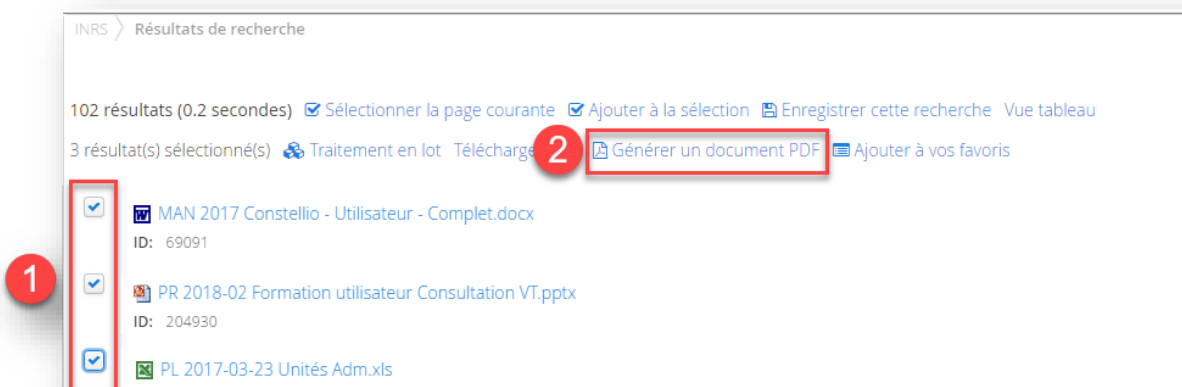 INRS > Résultats de recherche
102 résultats (0.2 secondes) Sélectionner la page courante Ajouter à la sélection Enregistrer cette recherche Vue tableau
3 résultat(s) sélectionné(s) Traitement en lot 2 Générer un document PDF Ajouter à vos favoris
MAN 2017 Constellio - Utilisateur - Complet.docx
ID: 69091
1
PR 2018-02 Formation utilisateur Consultation VT.pptx
ID: 204930
PL 2017-03-23 Unités Adm.xls